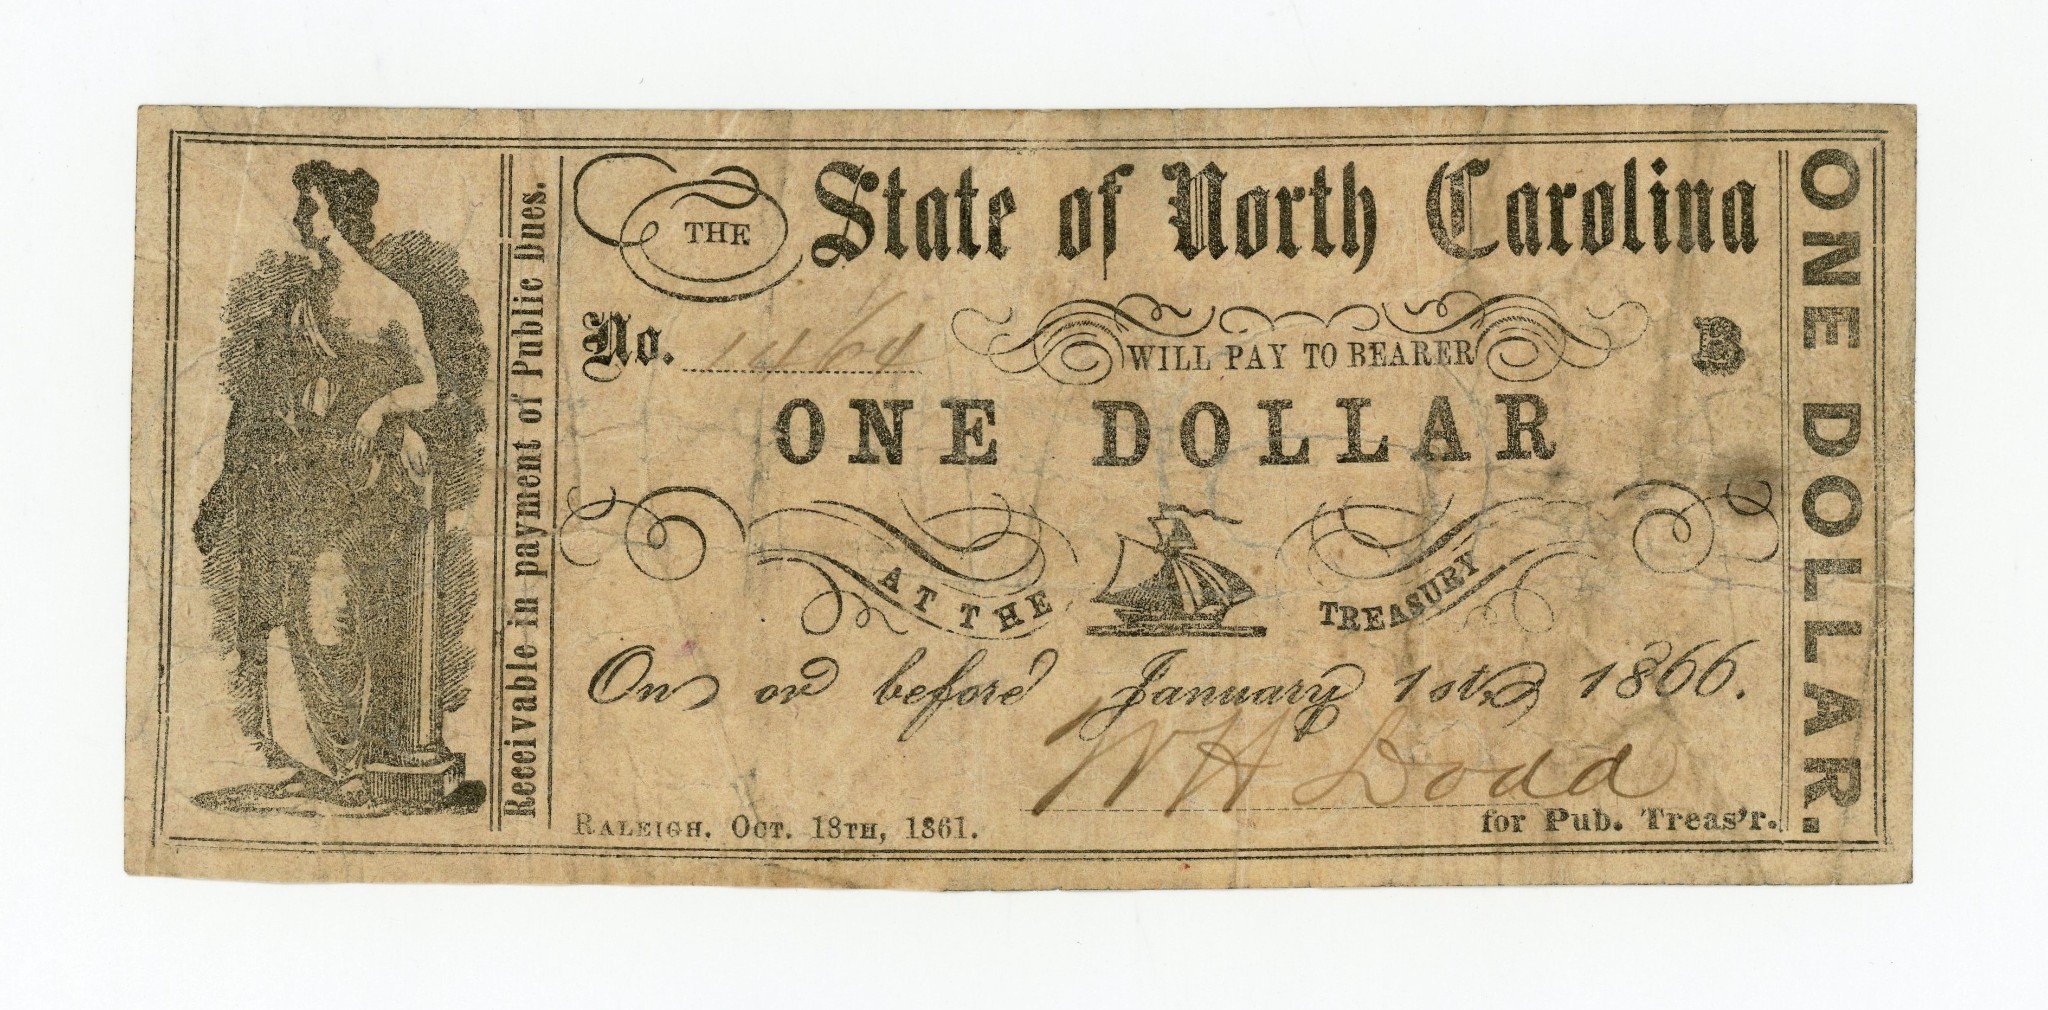 Receivable in payment of Public Dues.
THE State of North Carolina
No. 1464
WILL PAY TO BEARER
B
ONE DOLLAR
AT THE TREASURY
On or before January 1st, 1866.
W H Dodd
RALEIGH. OCT. 18TH, 1861.
for Pub. Treas'r.
ONE DOLLAR.